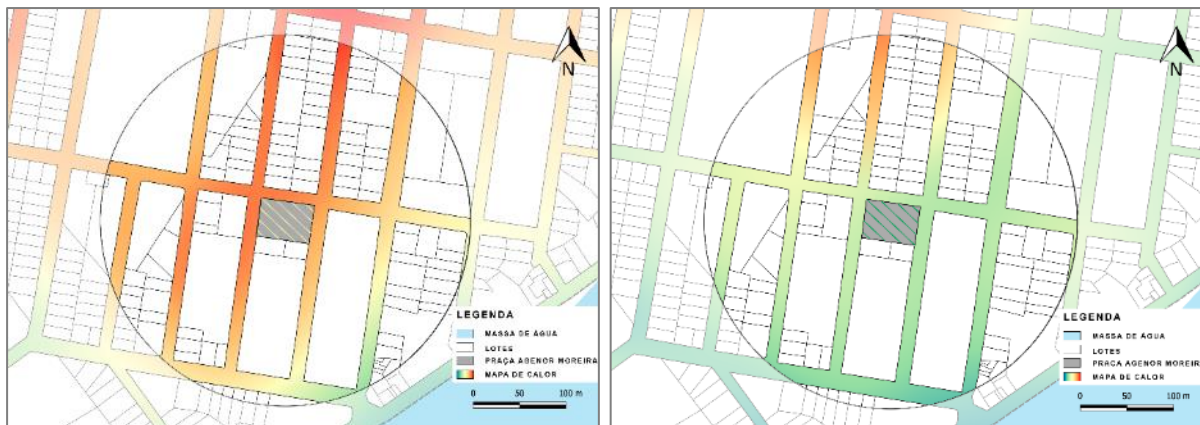 N
LEGENDA
MASSA DE ÁGUA
LOTES
PRAÇA AGENOR MOREIRA
MAPA DE CALOR
0 50 100 m
N
LEGENDA
MASSA DE ÁGUA
LOTES
PRAÇA AGENOR MOREIRA
MAPA DE CALOR
0 50 100 m